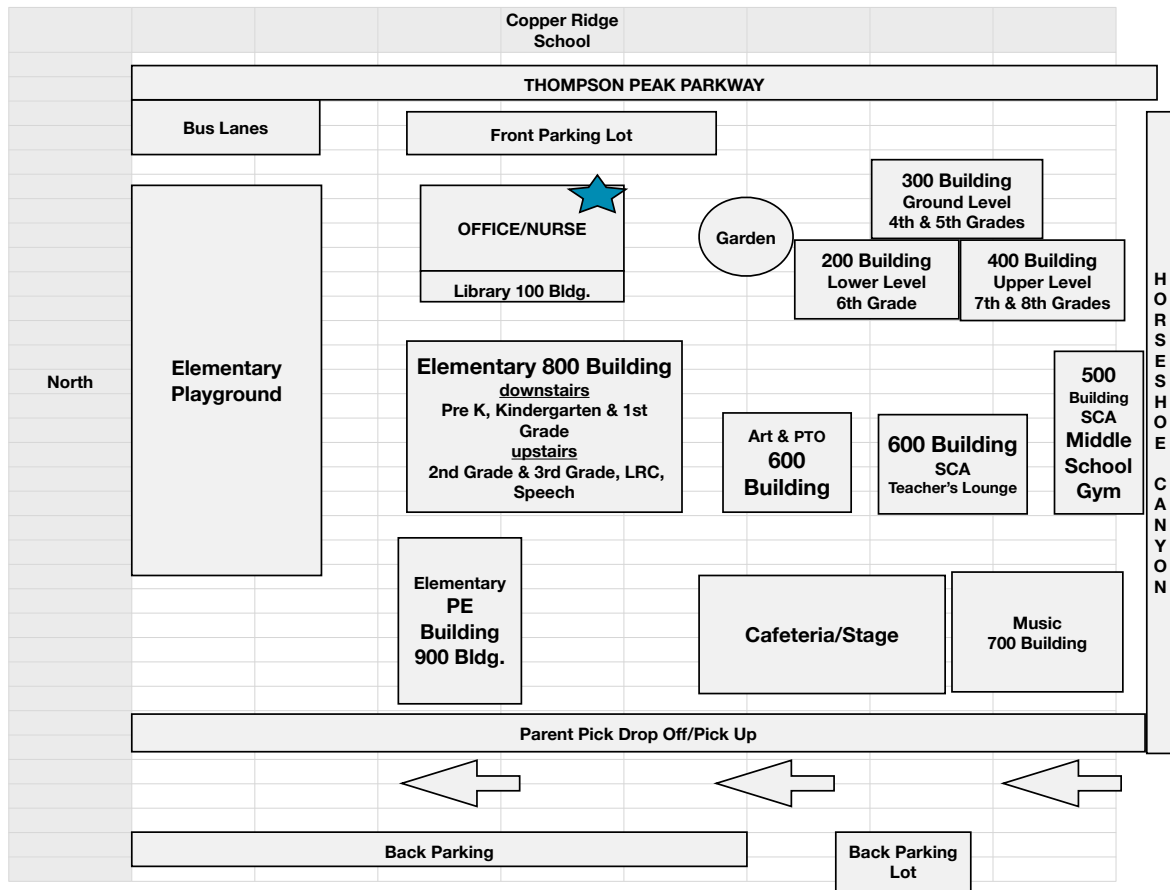 Copper Ridge
School
THOMPSON PEAK PARKWAY
Bus Lanes
Front Parking Lot
300 Building
Ground Level
4th & 5th Grades
OFFICE/NURSE
Garden
200 Building
Lower Level
6th Grade
400 Building
Upper Level
7th & 8th Grades
Library 100 Bldg.
HORSESHOE CANYON
North
Elementary
Playground
Elementary 800 Building
downstairs
Pre K, Kindergarten & 1st
Grade
upstairs
2nd Grade & 3rd Grade, LRC,
Speech
Art & PTO
600
Building
600 Building
SCA
Teacher's Lounge
500
Building
SCA
Middle
School
Gym
Elementary
PE
Building
900 Bldg.
Cafeteria/Stage
Music
700 Building
Parent Pick Drop Off/Pick Up
Back Parking
Back Parking
Lot